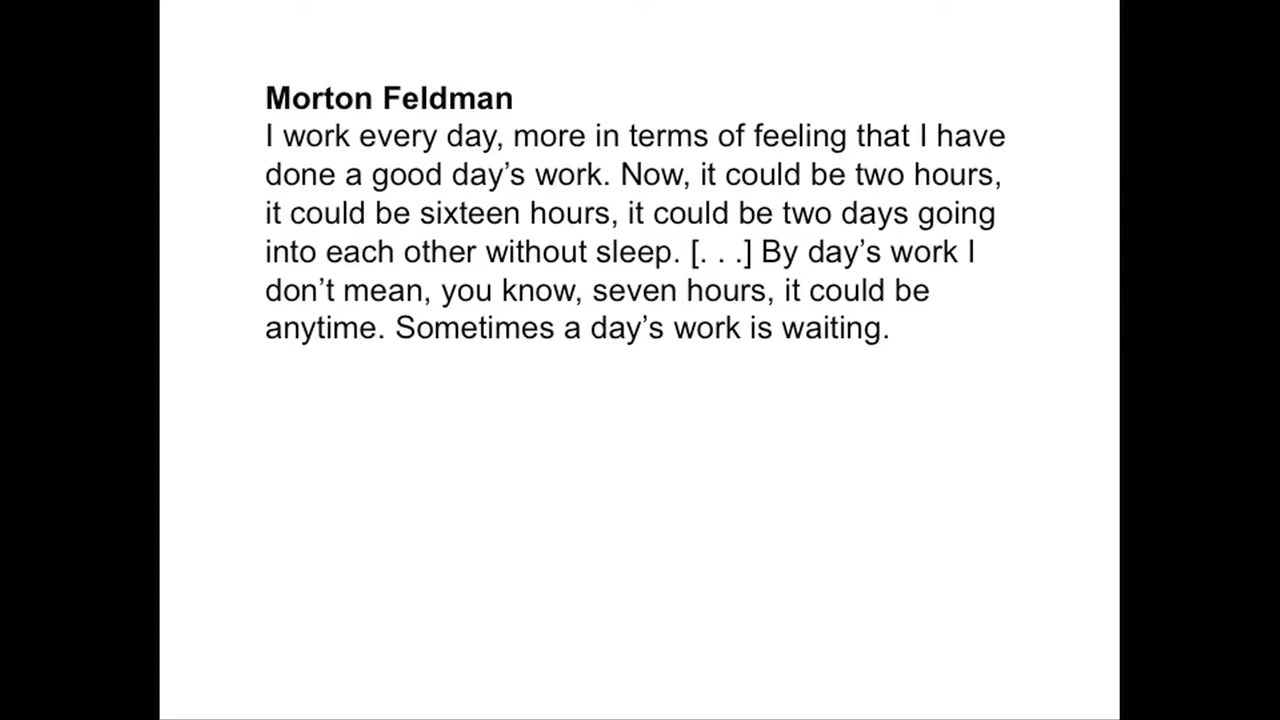 Morton Feldman
I work every day, more in terms of feeling that I have
done a good day’s work. Now, it could be two hours,
it could be sixteen hours, it could be two days going
into each other without sleep. [. . .] By day’s work I
don’t mean, you know, seven hours, it could be
anytime. Sometimes a day’s work is waiting.